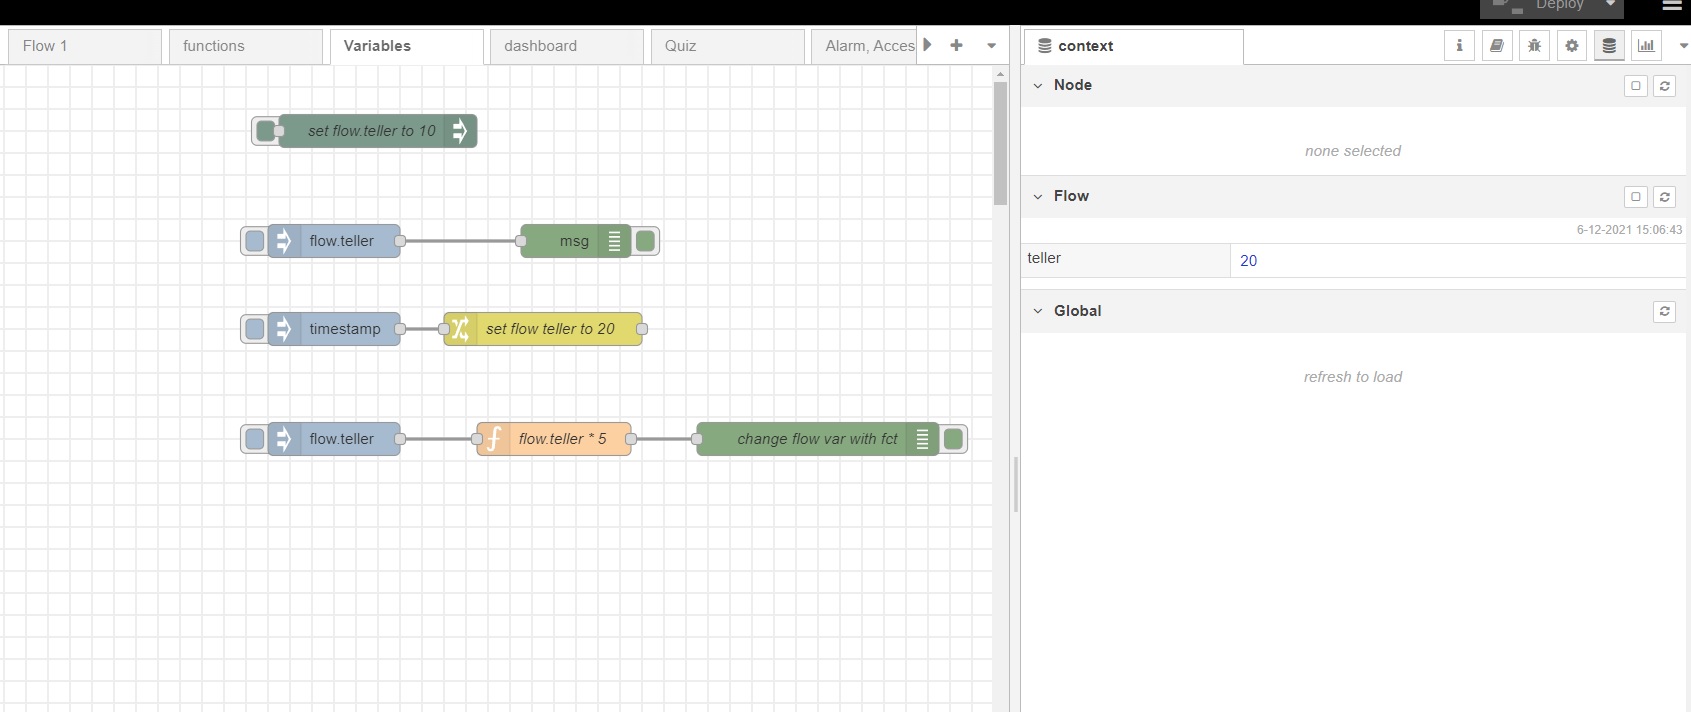 Deploy
Flow 1
functions
Variables
dashboard
Quiz
Alarm, Acces
context
Node
none selected
Flow
6-12-2021 15:06:43
teller
20
Global
refresh to load
set flow.teller to 10
flow.teller
msg
timestamp
set flow teller to 20
flow.teller
flow.teller * 5
change flow var with fct